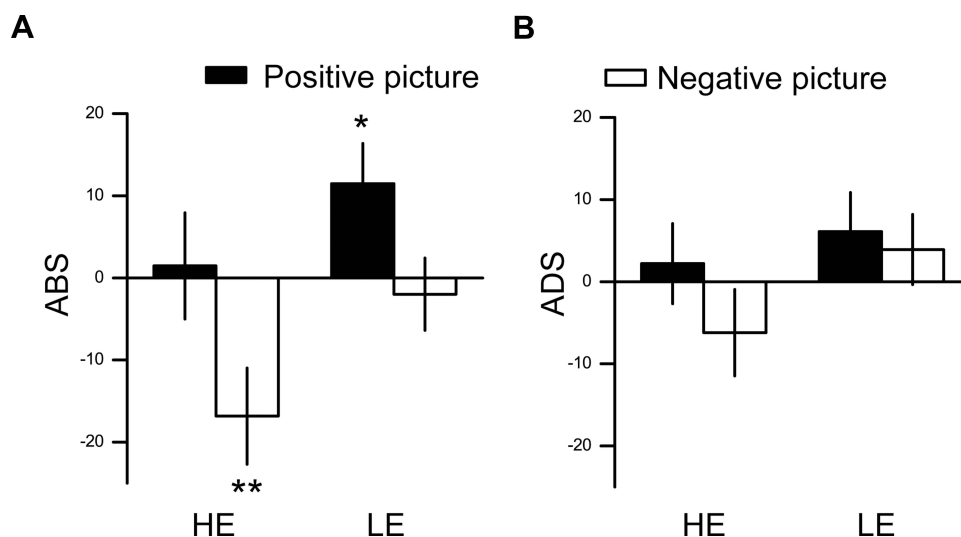 A
Positive picture
20
10
0
-10
-20
ABS
*
**
HE LE
B
Negative picture
20
10
0
-10
-20
ADS
HE LE